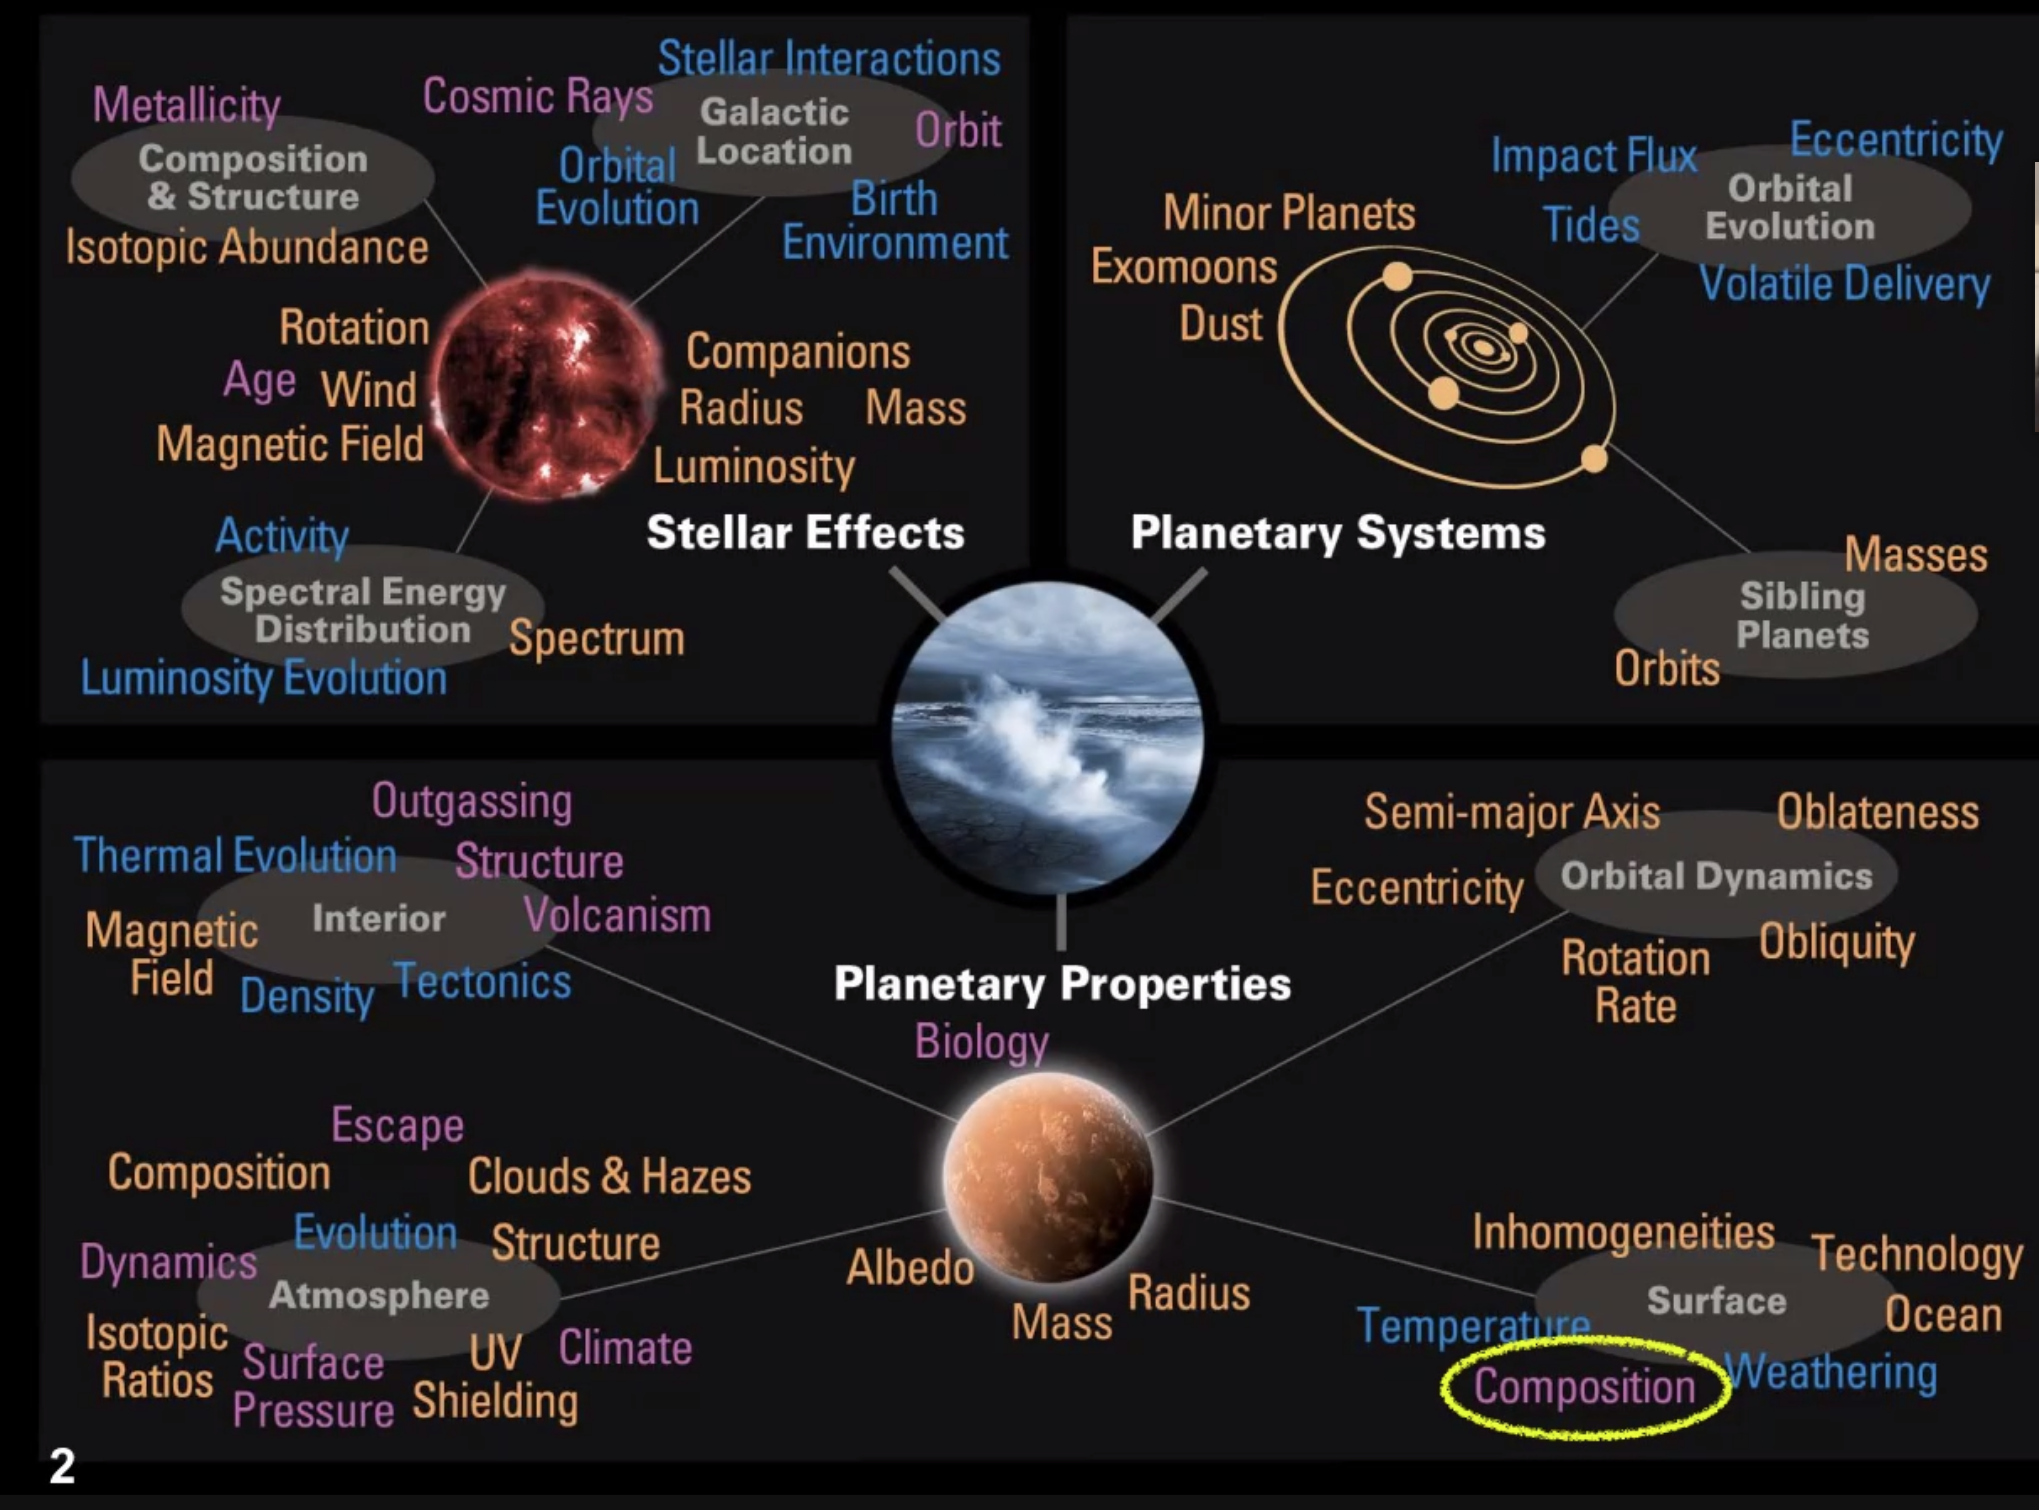 Stellar Interactions
Metallicity
Cosmic Rays
Galactic
Location
Orbit
Composition
& Structure
Orbital
Evolution
Birth
Environment
Isotopic Abundance
Rotation
Age
Wind
Magnetic Field
Companions
Radius
Mass
Luminosity
Activity
Spectral Energy
Distribution
Spectrum
Luminosity Evolution
Stellar Effects
Impact Flux
Eccentricity
Orbital
Evolution
Tides
Volatile Delivery
Minor Planets
Exomoons
Dust
Planetary Systems
Masses
Sibling
Planets
Orbits
Outgassing
Thermal Evolution
Structure
Interior
Volcanism
Magnetic
Field
Density
Tectonics
Planetary Properties
Biology
Semi-major Axis
Oblateness
Eccentricity
Orbital Dynamics
Rotation
Rate
Obliquity
Escape
Composition
Clouds & Hazes
Evolution
Structure
Dynamics
Atmosphere
Isotopic
Ratios
Surface
Pressure
UV
Shielding
Climate
Albedo
Mass
Radius
Inhomogeneities
Technology
Surface
Ocean
Temperature
Weathering
Composition
2